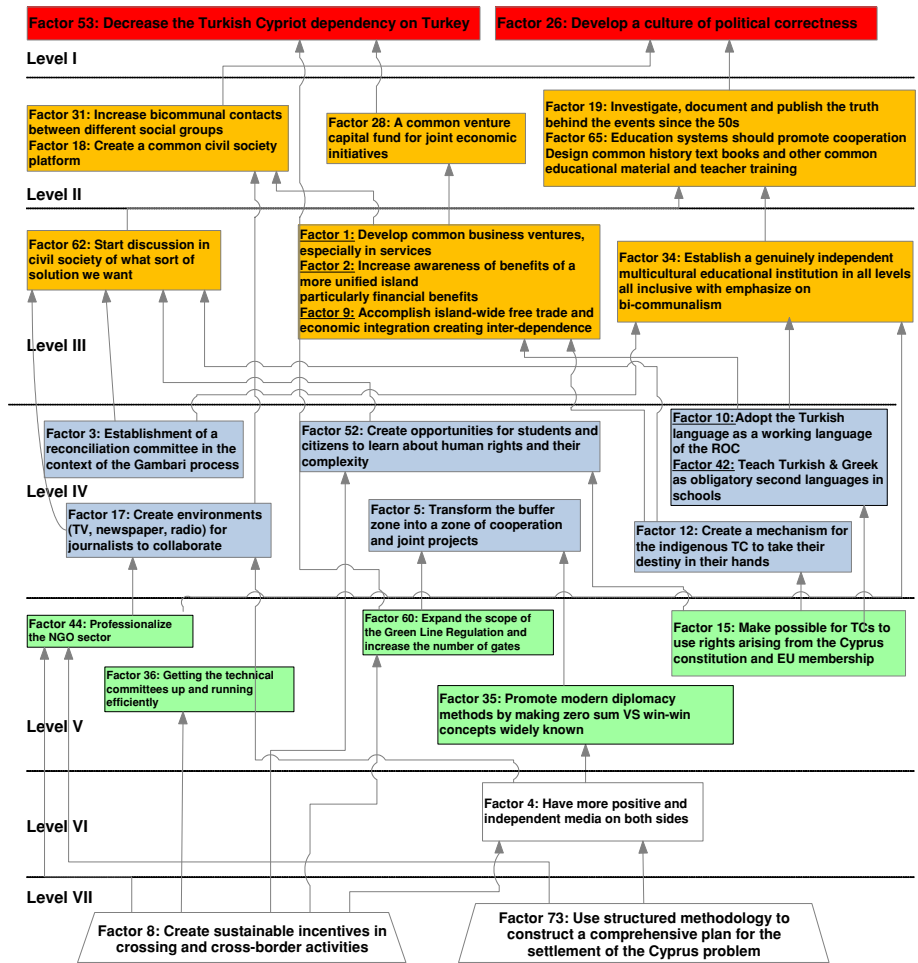 Factor 53: Decrease the Turkish Cypriot dependency on Turkey
Factor 26: Develop a culture of political correctness
Level I
Factor 31: Increase bicommunal contacts
between different social groups
Factor 18: Create a common civil society
platform
Factor 28: A common venture
capital fund for joint economic
initiatives
Factor 19: Investigate, document and publish the truth
behind the events since the 50s
Factor 65: Education systems should promote cooperation
Design common history text books and other common
educational material and teacher training
Level II
Factor 62: Start discussion in
civil society of what sort of
solution we want
Factor 1: Develop common business ventures,
especially in services
Factor 2: Increase awareness of benefits of a
more unified island
particularly financial benefits
Factor 9: Accomplish island-wide free trade and
economic integration creating inter-dependence
Factor 34: Establish a genuinely independent
multicultural educational institution in all levels
all inclusive with emphasize on
bi-communalism
Level III
Factor 3: Establishment of a
reconciliation committee in the
context of the Gambari process
Factor 52: Create opportunities for students and
citizens to learn about human rights and their
complexity
Factor 10:Adopt the Turkish
language as a working language
of the ROC
Factor 42: Teach Turkish & Greek
as obligatory second languages in
schools
Level IV
Factor 17: Create environments
(TV, newspaper, radio) for
journalists to collaborate
Factor 5: Transform the buffer
zone into a zone of cooperation
and joint projects
Factor 12: Create a mechanism for
the indigenous TC to take their
destiny in their hands
Factor 44: Professionalize
the NGO sector
Factor 60: Expand the scope of
the Green Line Regulation and
increase the number of gates
Factor 15: Make possible for TCs to
use rights arising from the Cyprus
constitution and EU membership
Factor 36: Getting the technical
committees up and running
efficiently
Factor 35: Promote modern diplomacy
methods by making zero sum VS win-win
concepts widely known
Level V
Factor 4: Have more positive and
independent media on both sides
Level VI
Level VII
Factor 8: Create sustainable incentives in
crossing and cross-border activities
Factor 73: Use structured methodology to
construct a comprehensive plan for the
settlement of the Cyprus problem